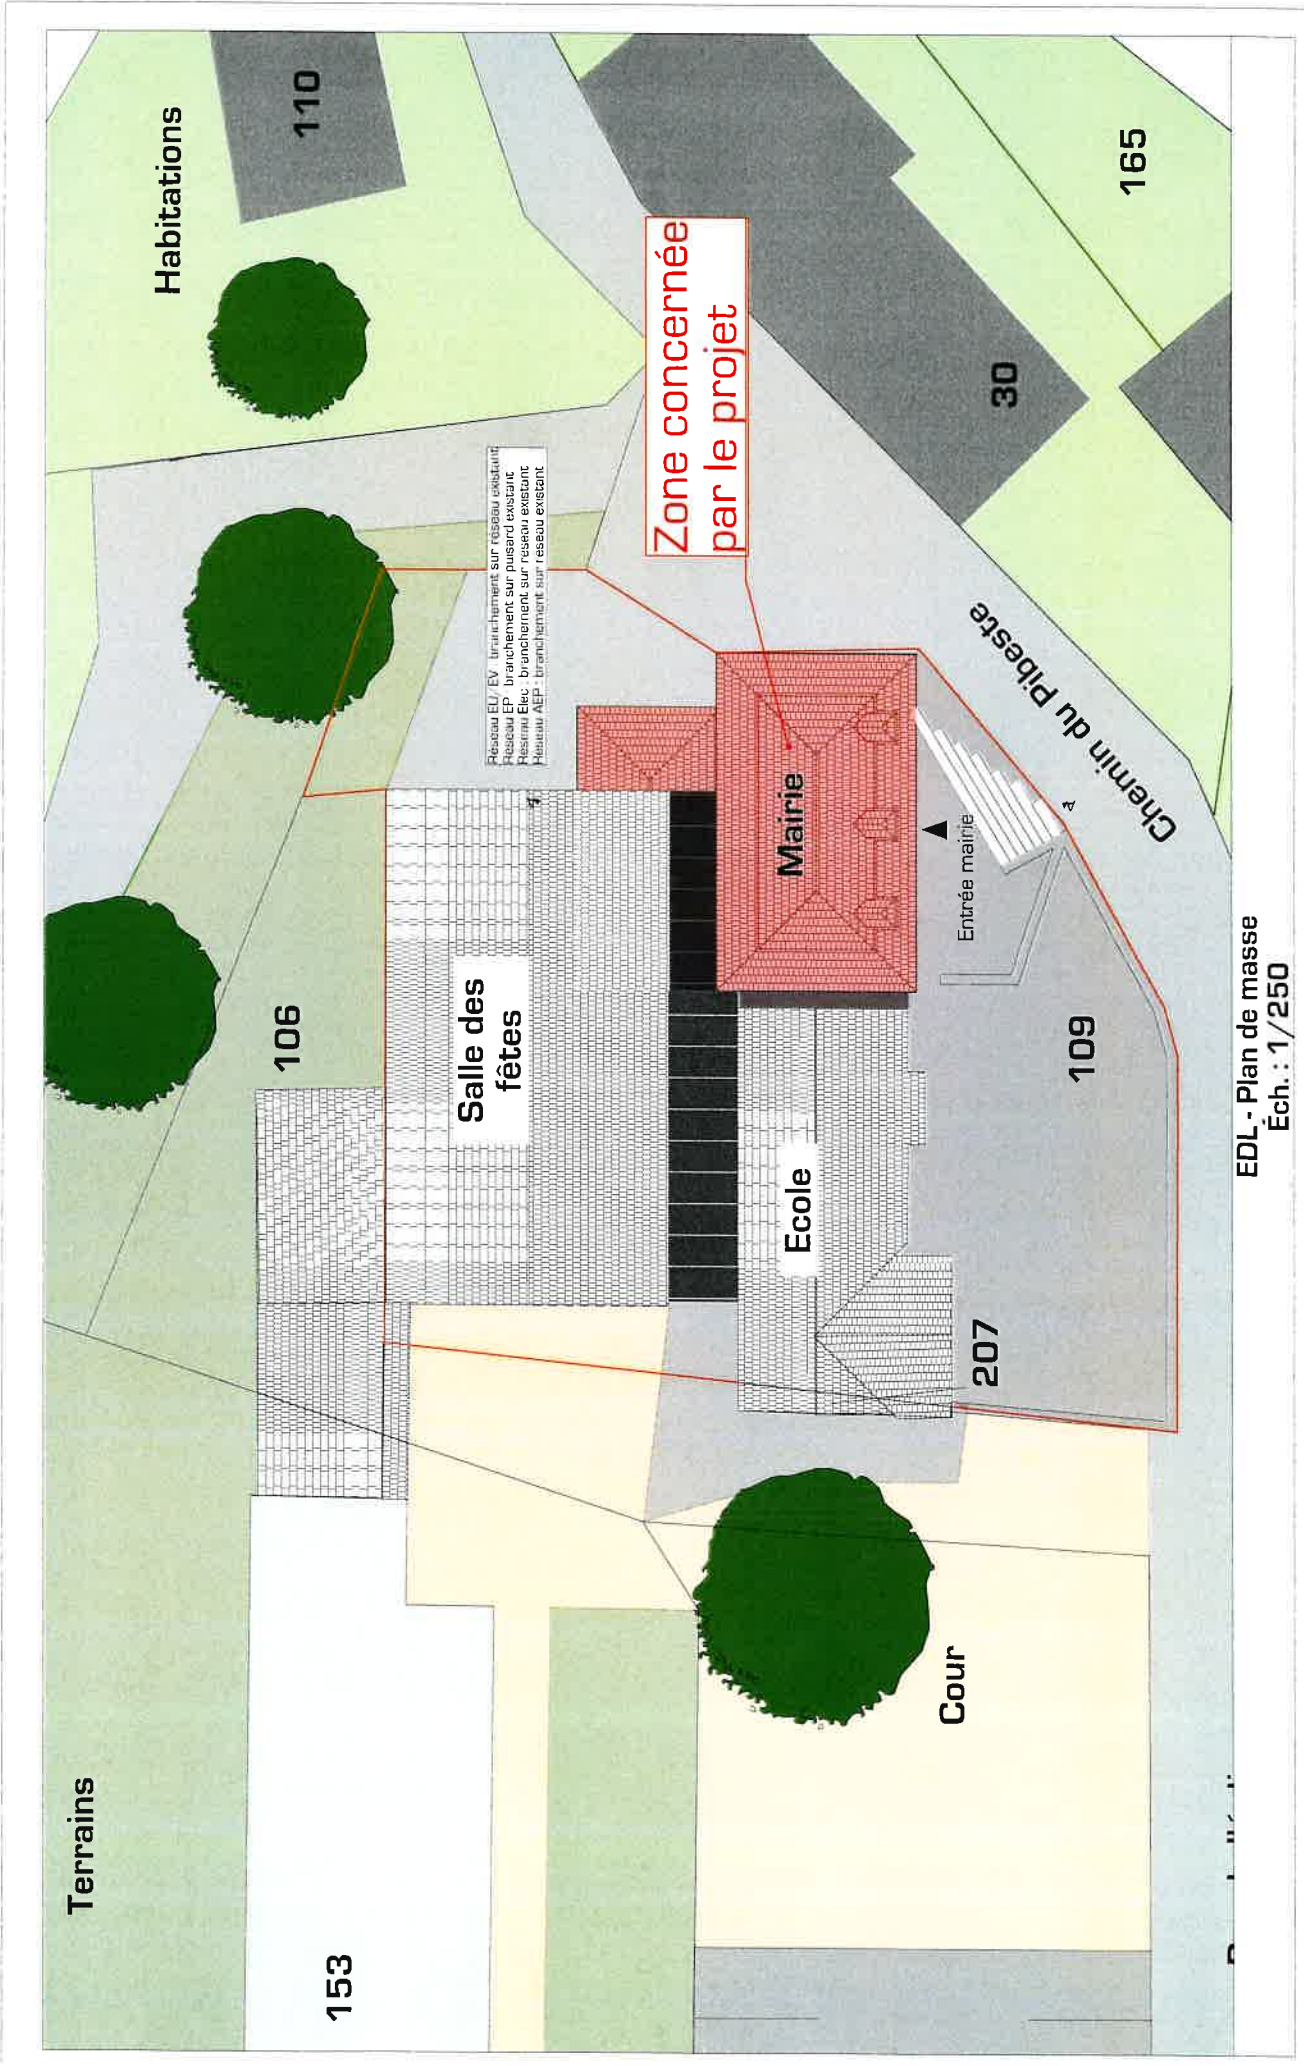 Terrains
Habitations
110
153
106
Réseau EU/EV : branchement sur réseau existant
Réseau EP : branchement sur puisard existant
Réseau Elec : branchement sur réseau existant
Réseau AEP : branchement sur réseau existant
Salle des
fêtes
Zone concernée
par le projet
Mairie
Ecole
Entrée mairie
Cour
207
109
30
165
Chemin du Pibeste
EDL - Plan de masse
Éch. : 1/250